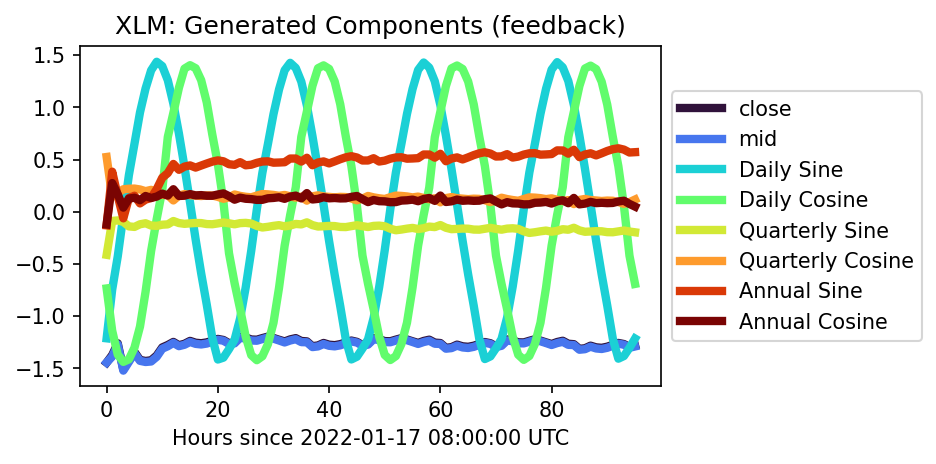 XLM: Generated Components (feedback)
1.5
1.0
0.5
0.0
−0.5
−1.0
−1.5
0
20
40
60
80
Hours since 2022-01-17 08:00:00 UTC
close
mid
Daily Sine
Daily Cosine
Quarterly Sine
Quarterly Cosine
Annual Sine
Annual Cosine